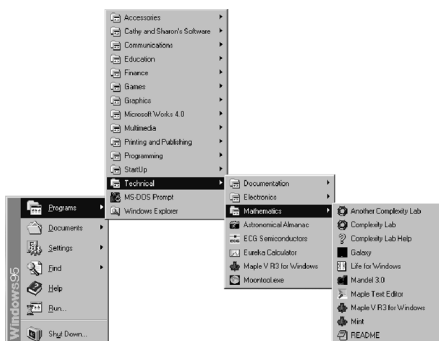 Accessories
Cathy and Sharon's Software
Communications
Education
Finance
Games
Graphics
Microsoft Works 4.0
Multimedia
Printing and Publishing
Programming
StartUp
Technical
MS-DOS Prompt
Windows Explorer
Documentation
Electronics
Mathematics
Astronomical Almanac
ECG Semiconductors
Eureka Calculator
Maple V R3 for Windows
Moontool.exe
Another Complexity Lab
Complexity Lab
Complexity Lab Help
Galaxy
Life for Windows
Mandel 3.0
Maple Text Editor
Maple V R3 for Windows
Mint
README
Programs
Documents
Settings
Find
Help
Run...
Shut Down...
Windows95